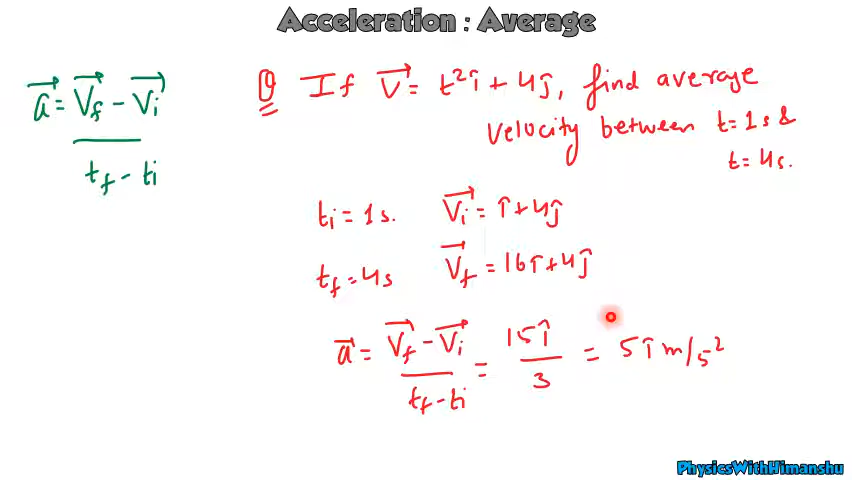 Acceleration : Average
a⃗ = V⃗f - V⃗i / tf - ti
Q If V⃗ = t²î + 4ĵ, find average
velocity between t=1s &
t=4s.
ti = 1s. V⃗i = î + 4ĵ
tf = 4s V⃗f = 16î + 4ĵ
a⃗ = V⃗f - V⃗i / tf - ti = 15î / 3 = 5î m/s²
PhysicsWithHimanshu